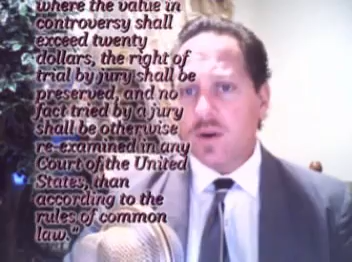 where the value in
controversy shall
exceed twenty
dollars, the right of
trial by jury shall be
preserved, and no
fact tried by a jury
shall be otherwise
re-examined in any
Court of the United
States, than
according to the
rules of common
law."